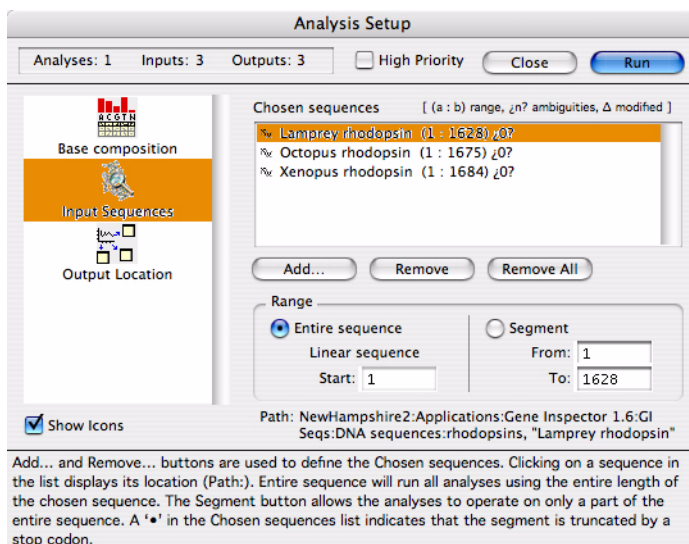 Analysis Setup
Analyses: 1 Inputs: 3 Outputs: 3 High Priority Close Run
A C G T N
Base composition
Input Sequences
Output Location
Show Icons
Chosen sequences [ (a : b) range, ¿n? ambiguities, Δ modified ]
Lamprey rhodopsin (1 : 1628) ¿0?
Octopus rhodopsin (1 : 1675) ¿0?
Xenopus rhodopsin (1 : 1684) ¿0?
Add... Remove Remove All
Range
Entire sequence
Linear sequence
Start: 1
Segment
From: 1
To: 1628
Path: NewHampshire2:Applications:Gene Inspector 1.6:GI
Seqs:DNA sequences:rhodopsins, "Lamprey rhodopsin"
Add... and Remove... buttons are used to define the Chosen sequences. Clicking on a sequence in
the list displays its location (Path:). Entire sequence will run all analyses using the entire length of
the chosen sequence. The Segment button allows the analyses to operate on only a part of the
entire sequence. A '•' in the Chosen sequences list indicates that the segment is truncated by a
stop codon.